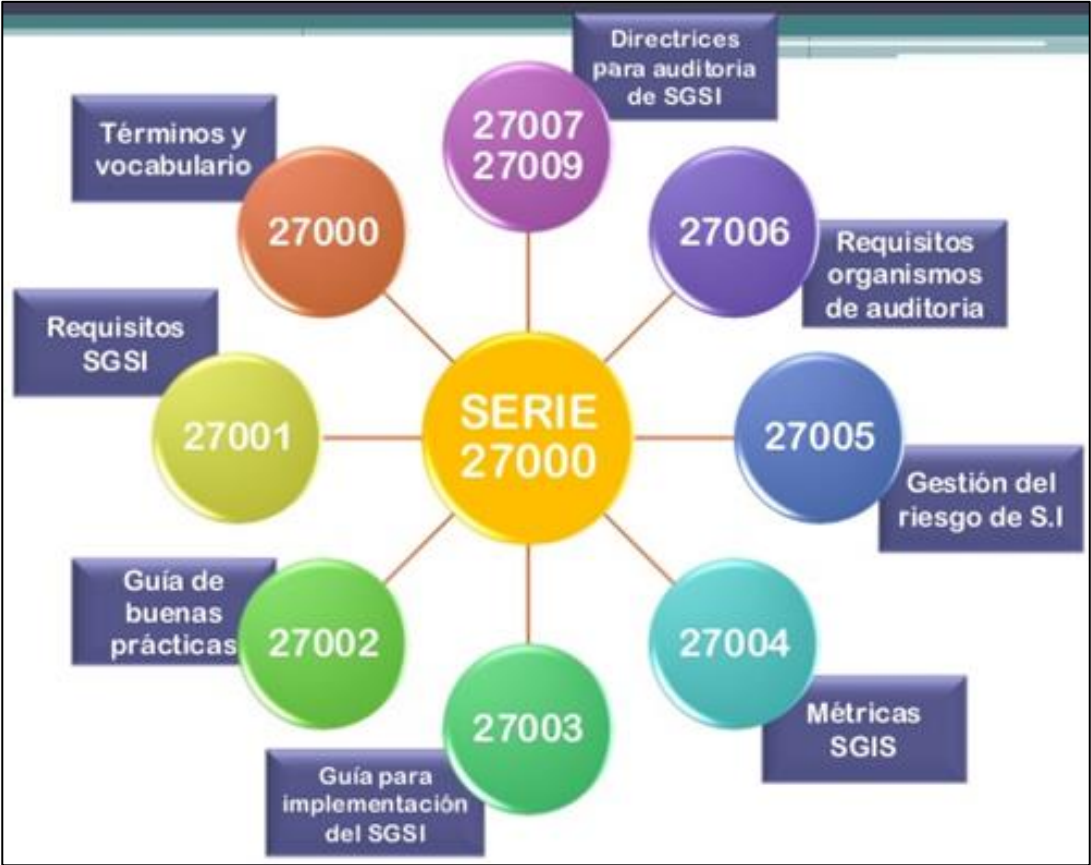 Directrices
para auditoria
de SGSI
27007
27009
Términos y
vocabulario
27000
27006
Requisitos
organismos
de auditoria
Requisitos
SGSI
27001
SERIE
27000
27005
Gestión del
riesgo de S.I
Guía de
buenas
prácticas
27002
27004
Métricas
SGIS
27003
Guía para
implementación
del SGSI